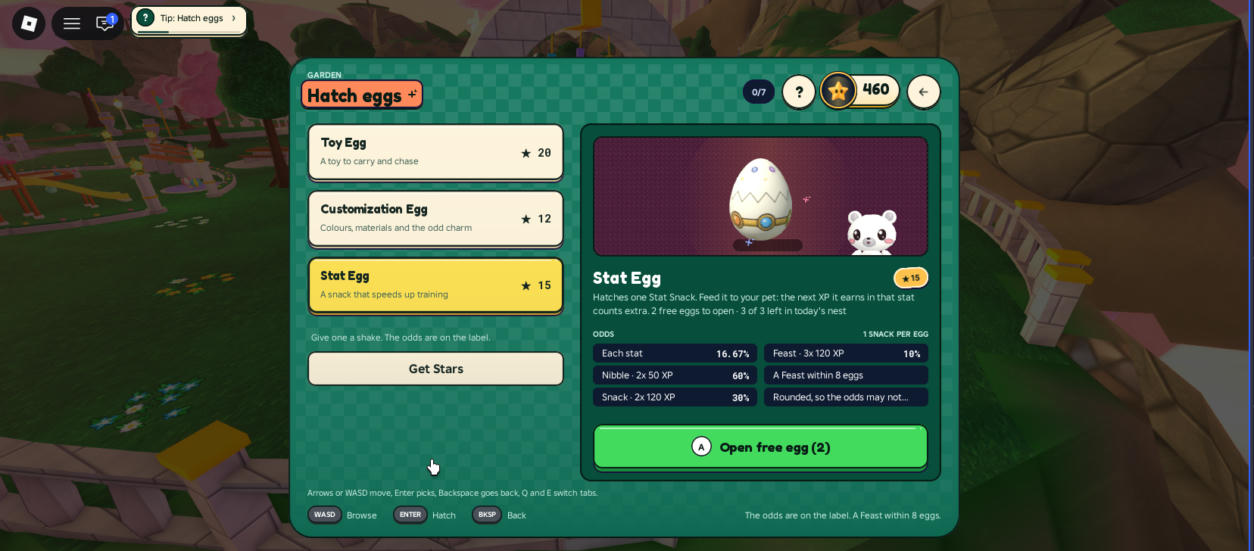 1
? Tip: Hatch eggs ›
GARDEN
Hatch eggs
0/7
?
460
Toy Egg
A toy to carry and chase
★ 20
Customization Egg
Colours, materials and the odd charm
★ 12
Stat Egg
A snack that speeds up training
★ 15
Give one a shake. The odds are on the label.
Get Stars
Stat Egg
★15
Hatches one Stat Snack. Feed it to your pet: the next XP it earns in that stat
counts extra. 2 free eggs to open · 3 of 3 left in today's nest
ODDS
1 SNACK PER EGG
Each stat 16.67%
Feast · 3x 120 XP 10%
Nibble · 2x 50 XP 60%
A Feast within 8 eggs
Snack · 2x 120 XP 30%
Rounded, so the odds may not...
A Open free egg (2)
Arrows or WASD move, Enter picks, Backspace goes back, Q and E switch tabs.
WASD Browse ENTER Hatch BKSP Back
The odds are on the label. A Feast within 8 eggs.